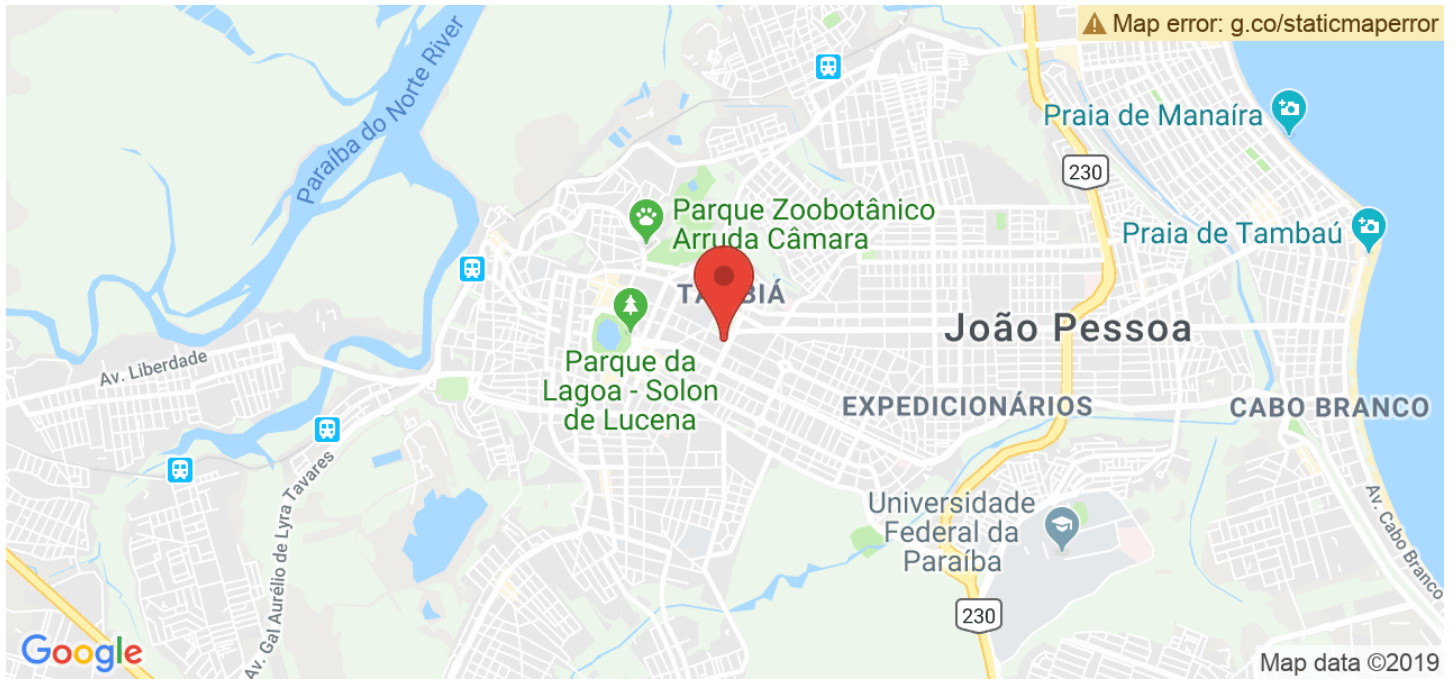 Map error: g.co/staticmaperror
Paraíba do Norte River
Praia de Manaíra
230
Parque Zoobotânico
Arruda Câmara
Praia de Tambaú
João Pessoa
Av. Liberdade
Parque da
Lagoa - Solon
de Lucena
EXPEDICIONÁRIOS
CABO BRANCO
Av. Gal Aurélio de Lyra Tavares
Universidade
Federal da
Paraíba
Av. Cabo Branco
230
Google
Map data ©2019